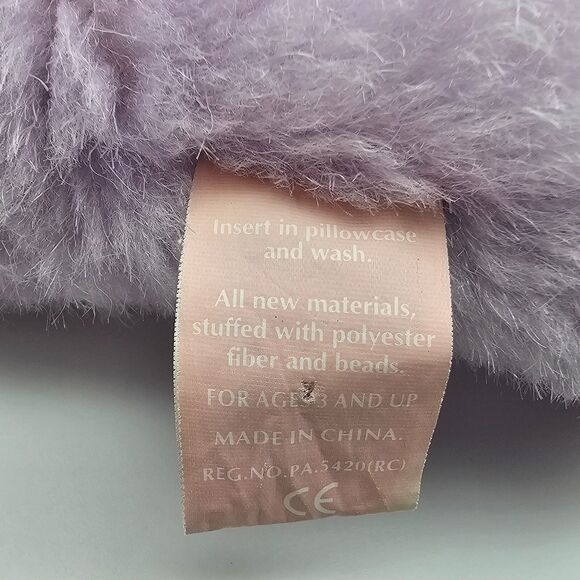 Insert in pillowcase
and wash.
All new materials,
stuffed with polyester
fiber and beads.
FOR AGES 3 AND UP
MADE IN CHINA.
REG.NO.PA.5420(RC)
CE